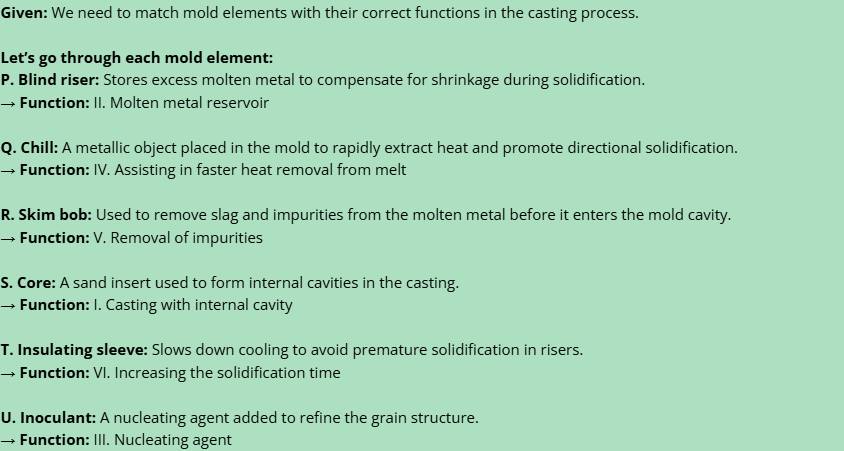 Given: We need to match mold elements with their correct functions in the casting process.
Let’s go through each mold element:
P. Blind riser: Stores excess molten metal to compensate for shrinkage during solidification.
→ Function: II. Molten metal reservoir
Q. Chill: A metallic object placed in the mold to rapidly extract heat and promote directional solidification.
→ Function: IV. Assisting in faster heat removal from melt
R. Skim bob: Used to remove slag and impurities from the molten metal before it enters the mold cavity.
→ Function: V. Removal of impurities
S. Core: A sand insert used to form internal cavities in the casting.
→ Function: I. Casting with internal cavity
T. Insulating sleeve: Slows down cooling to avoid premature solidification in risers.
→ Function: VI. Increasing the solidification time
U. Inoculant: A nucleating agent added to refine the grain structure.
→ Function: III. Nucleating agent